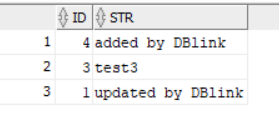 ID STR
1 4 added by DBlink
2 3 test3
3 1 updated by DBlink